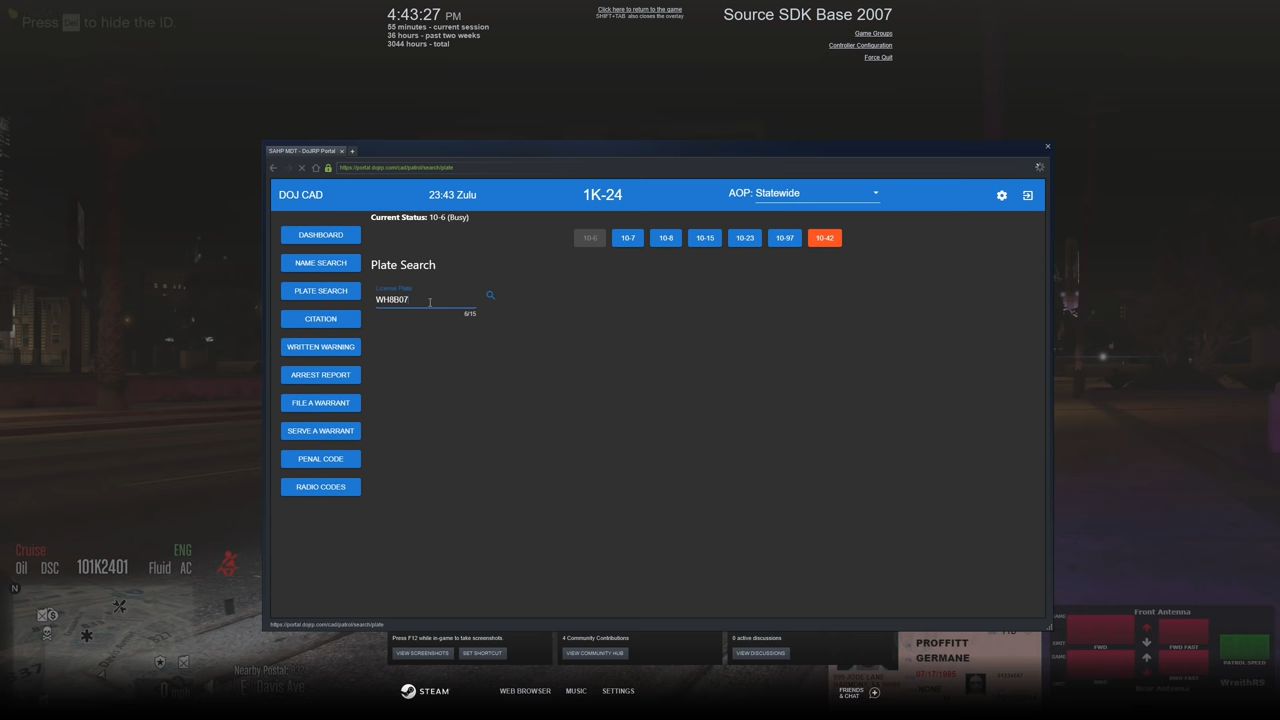 Press Del to hide the ID.
4:43:27 PM
55 minutes - current session
36 hours - past two weeks
3044 hours - total
Click here to return to the game
SHIFT+TAB also closes the overlay
Source SDK Base 2007
Game Groups
Controller Configuration
Force Quit
SAHP MDT - DoJRP Portal
https://portal.dojrp.com/cad/patrol/search/plate
DOJ CAD
23:43 Zulu
1K-24
AOP: Statewide
Current Status: 10-6 (Busy)
10-6
10-7
10-8
10-15
10-23
10-97
10-42
DASHBOARD
NAME SEARCH
PLATE SEARCH
CITATION
WRITTEN WARNING
ARREST REPORT
FILE A WARRANT
SERVE A WARRANT
PENAL CODE
RADIO CODES
Plate Search
License Plate
WH8B07
6/15
https://portal.dojrp.com/cad/patrol/search/plate
Cruise
ENG
Oil DSC 101K2401 Fluid AC
N
Nearby Postal:
E Davis Ave
Press F12 while in-game to take screenshots.
VIEW SCREENSHOTS
SET SHORTCUT
4 Community Contributions
VIEW COMMUNITY HUB
0 active discussions
VIEW DISCUSSIONS
STEAM
WEB BROWSER
MUSIC
SETTINGS
FRIENDS
& CHAT
PROFFITT
GERMANE
07/17/1995
NONE
Front Antenna
FWD
FWD FAST
PATROL SPEED
WraithRS